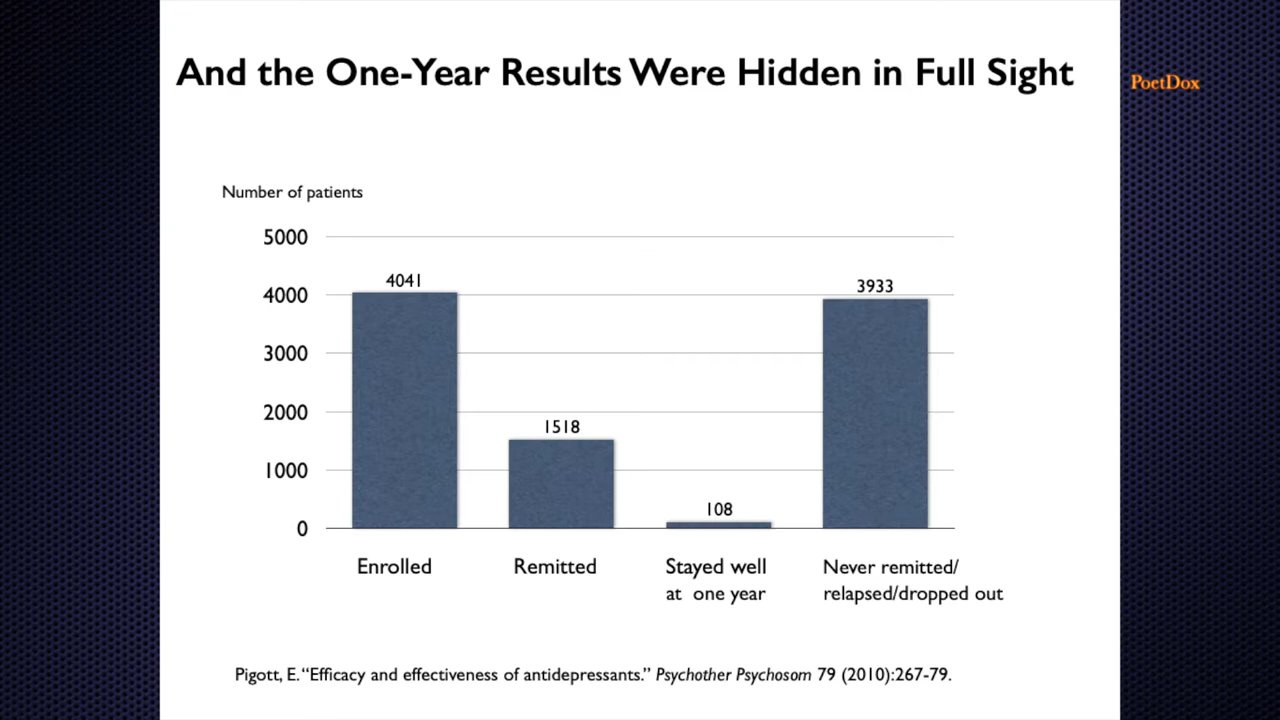 And the One-Year Results Were Hidden in Full Sight
PoetDox
Number of patients
5000
4000
3000
2000
1000
0
4041
1518
108
3933
Enrolled
Remitted
Stayed well
at one year
Never remitted/
relapsed/dropped out
Pigott, E. “Efficacy and effectiveness of antidepressants.” Psychother Psychosom 79 (2010):267-79.